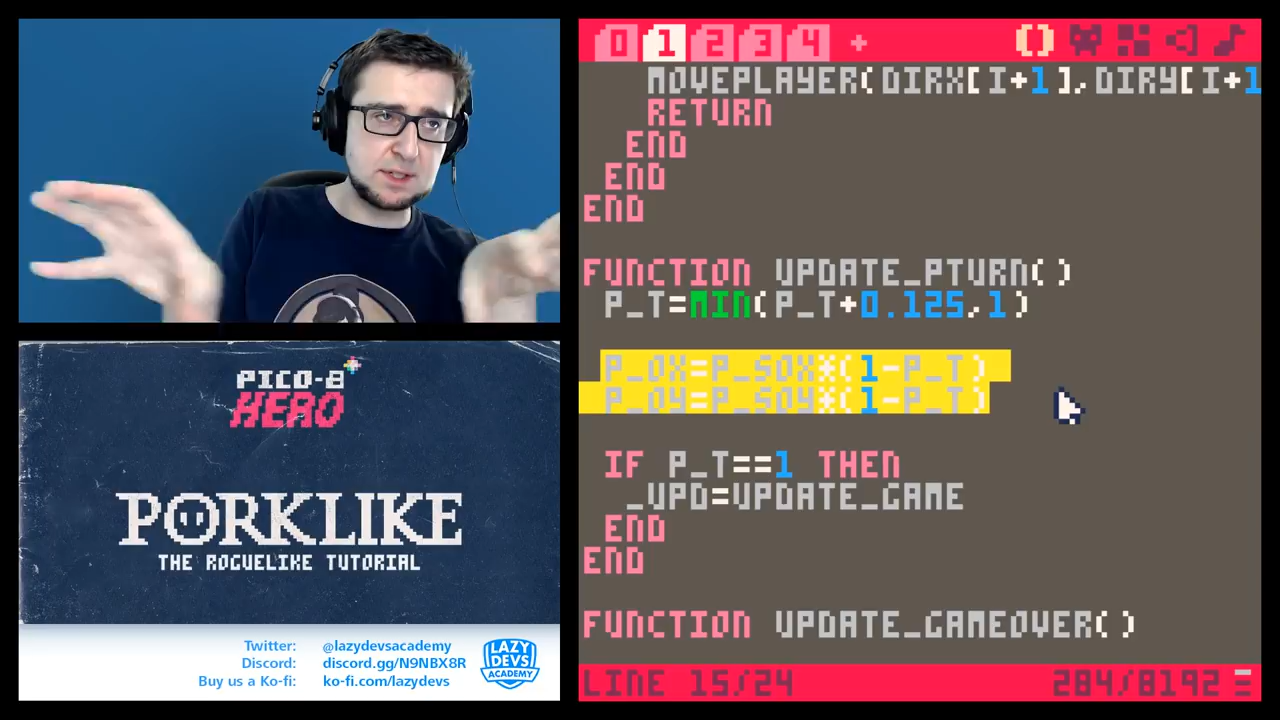 0 1 2 3 4 +
MOVEPLAYER(DIRX[I+1],DIRY[I+1
RETURN
END
END
END
FUNCTION UPDATE_PTURN()
P_T=MIN(P_T+0.125,1)
P_OX=P_SOX*(1-P_T)
P_OY=P_SOY*(1-P_T)
IF P_T==1 THEN
_UPD=UPDATE_GAME
END
END
FUNCTION UPDATE_GAMEOVER()
LINE 15/24
284/8192
PICO-8
HERO
PORKLIKE
THE ROGUELIKE TUTORIAL
Twitter: @lazydevsacademy
Discord: discord.gg/N9NBX8R
Buy us a Ko-fi: ko-fi.com/lazydevs
LAZY
DEVS
ACADEMY